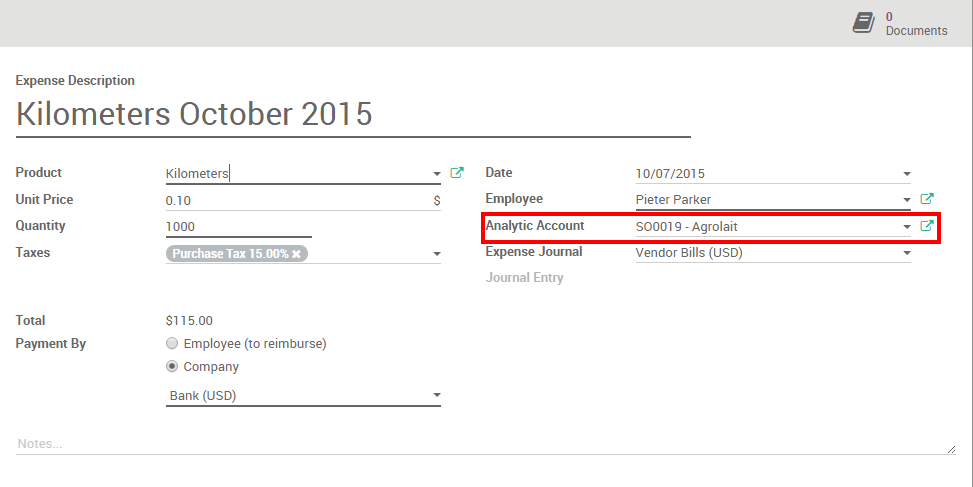 0
Documents
Expense Description
Kilometers October 2015
Product Kilometers
Unit Price 0.10 $
Quantity 1000
Taxes Purchase Tax 15.00% ✖
Date 10/07/2015
Employee Pieter Parker
Analytic Account SO0019 - Agrolait
Expense Journal Vendor Bills (USD)
Journal Entry
Total $115.00
Payment By Employee (to reimburse)
Company
Bank (USD)
Notes...